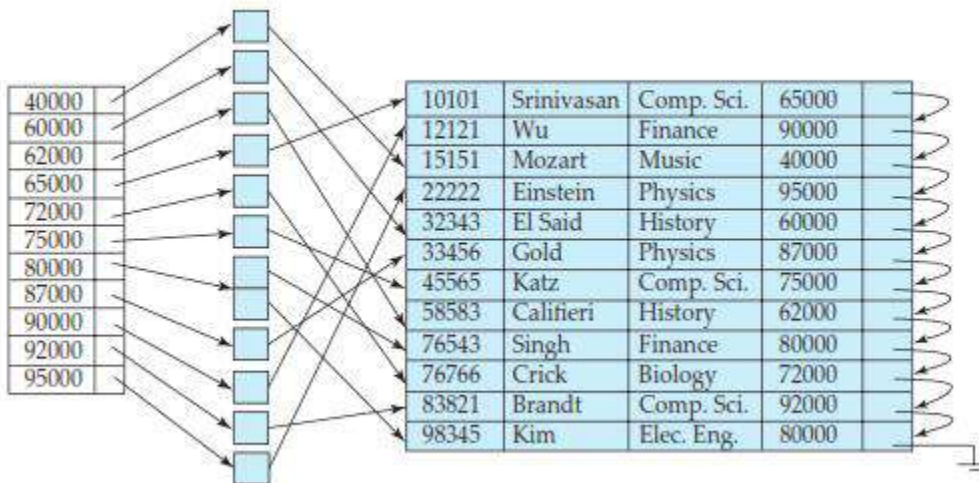 40000
60000
62000
65000
72000
75000
80000
87000
90000
92000
95000
10101 Srinivasan Comp. Sci. 65000
12121 Wu Finance 90000
15151 Mozart Music 40000
22222 Einstein Physics 95000
32343 El Said History 60000
33456 Gold Physics 87000
45565 Katz Comp. Sci. 75000
58583 Califieri History 62000
76543 Singh Finance 80000
76766 Crick Biology 72000
83821 Brandt Comp. Sci. 92000
98345 Kim Elec. Eng. 80000